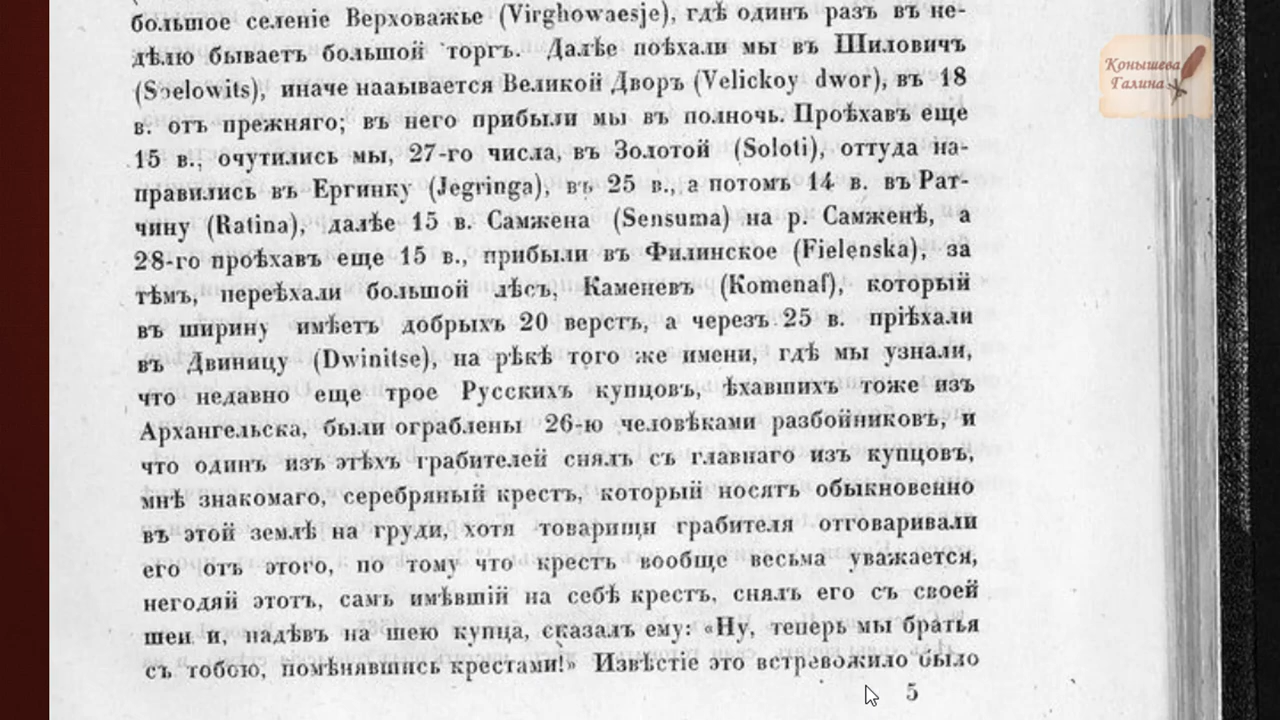 большое селеніе Верховажье (Virghowaesje), гдѣ одинъ разъ въ не-
дѣлю бываетъ большой торгъ. Далѣе поѣхали мы въ Шиловичъ
(Soelowits), иначе нааывается Великой Дворъ (Velickoy dwor), въ 18
в. отъ прежняго; въ него прибыли мы въ полночь. Проѣхавъ еще
15 в., очутились мы, 27-го числа, въ Золотой (Soloti), оттуда на-
правились въ Ергинку (Jegringa), въ 25 в., а потомъ 14 в. въ Рат-
чину (Ratina), далѣе 15 в. Самжена (Sensuma) на р. Самженѣ, а
28-го проѣхавъ еще 15 в., прибыли въ Филинское (Fielenska), за
тѣмъ, переѣхали большой лѣсъ, Каменевъ (Komenaf), который
въ ширину имѣетъ добрыхъ 20 верстъ, а черезъ 25 в. пріѣхали
въ Двиницу (Dwinitse), на рѣкѣ того же имени, гдѣ мы узнали,
что недавно еще трое Русскихъ купцовъ, ѣхавшихъ тоже изъ
Архангельска, были ограблены 26-ю человѣками разбойниковъ, и
что одинъ изъ этѣхъ грабителей снялъ съ главнаго изъ купцовъ,
мнѣ знакомаго, серебряный крестъ, который носятъ обыкновенно
въ этой землѣ на груди, хотя товарищи грабителя отговаривали
его отъ этого, по тому что крестъ вообще весьма уважается,
негодяй этотъ, самъ имѣвшій на себѣ крестъ, снялъ его съ своей
шеи и, надѣвъ на шею купца, сказалъ ему: «Ну, теперь мы братья
съ тобою, помѣнявшись крестами!» Извѣстіе это встревожило было
5
Конышева
Галина